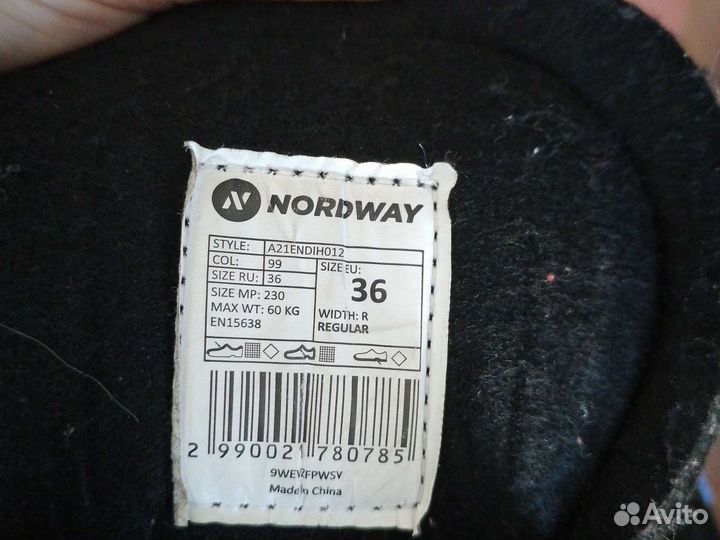 NORDWAY
STYLE: A21ENDIH012
COL: 99
SIZE RU: 36
SIZE MP: 230
MAX WT: 60 KG
EN15638
SIZE EU:
36
WIDTH: R
REGULAR
2 99002 780785
Made in China
Avito